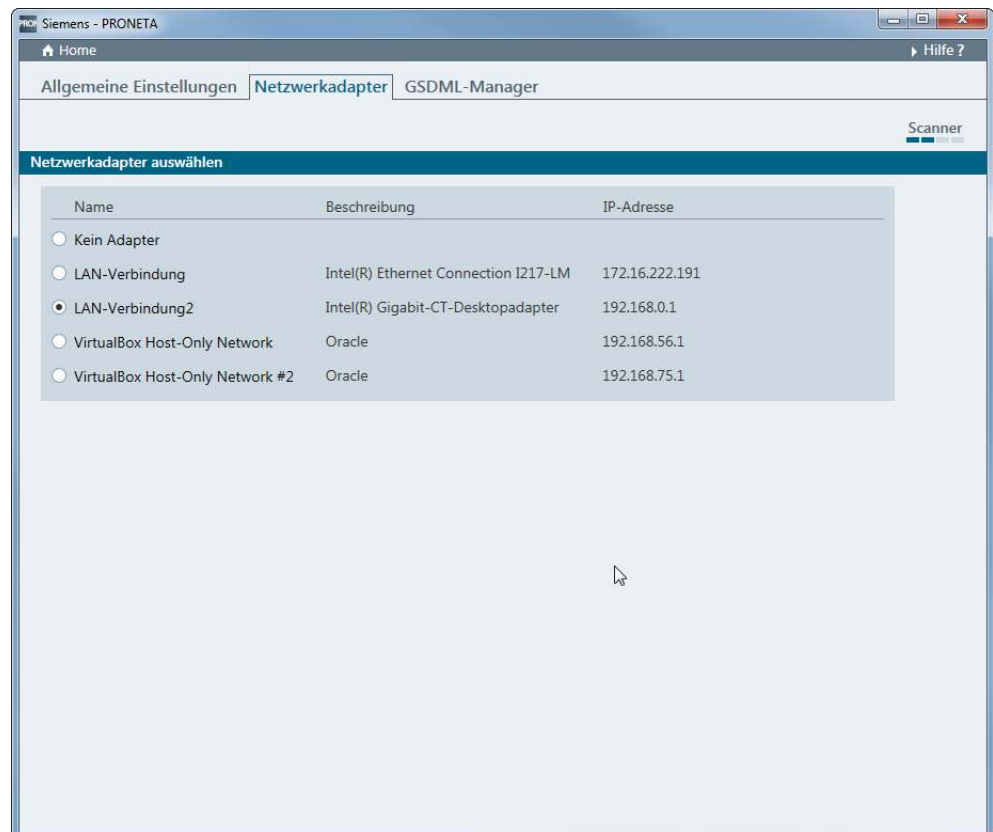 Siemens - PRONETA
Home
Hilfe ?
Allgemeine Einstellungen Netzwerkadapter GSDML-Manager
Scanner
Netzwerkadapter auswählen
Name Beschreibung IP-Adresse
Kein Adapter
LAN-Verbindung Intel(R) Ethernet Connection I217-LM 172.16.222.191
LAN-Verbindung2 Intel(R) Gigabit-CT-Desktopadapter 192.168.0.1
VirtualBox Host-Only Network Oracle 192.168.56.1
VirtualBox Host-Only Network #2 Oracle 192.168.75.1